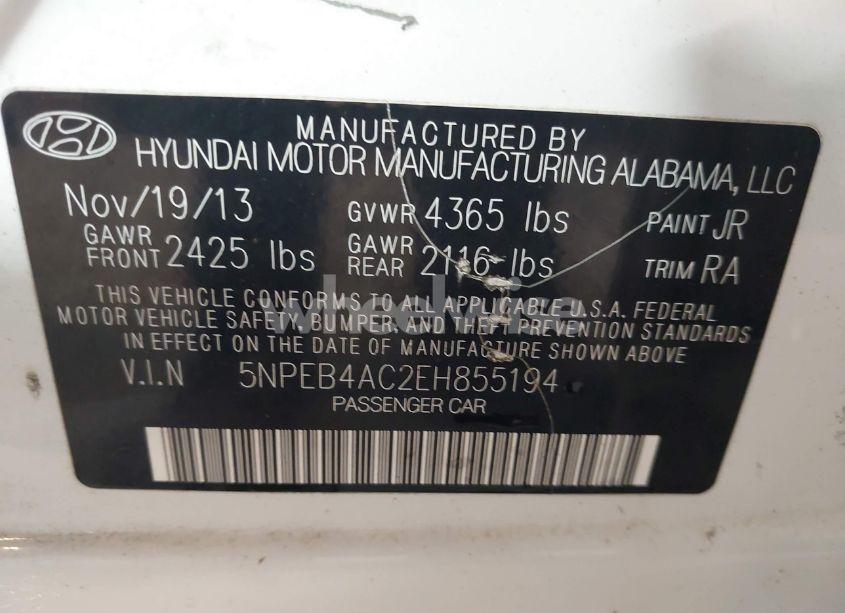 MANUFACTURED BY
HYUNDAI MOTOR MANUFACTURING ALABAMA, LLC
Nov/19/13 GVWR 4365 lbs PAINT JR
GAWR FRONT 2425 lbs GAWR REAR 2116 lbs TRIM RA
THIS VEHICLE CONFORMS TO ALL APPLICABLE U.S.A. FEDERAL
MOTOR VEHICLE SAFETY, BUMPER, AND THEFT PREVENTION STANDARDS
IN EFFECT ON THE DATE OF MANUFACTURE SHOWN ABOVE
V.I.N 5NPEB4AC2EH855194
PASSENGER CAR